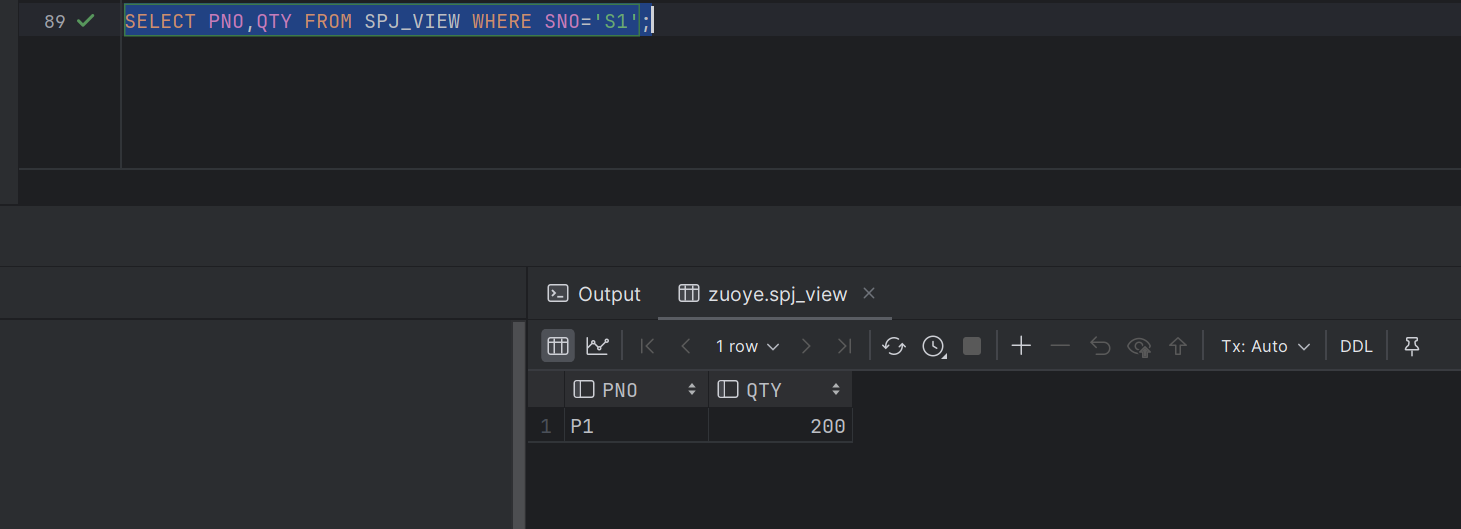 89 SELECT PNO,QTY FROM SPJ_VIEW WHERE SNO='S1';
Output zuoye.spj_view
1 row Tx: Auto DDL
PNO QTY
1 P1 200